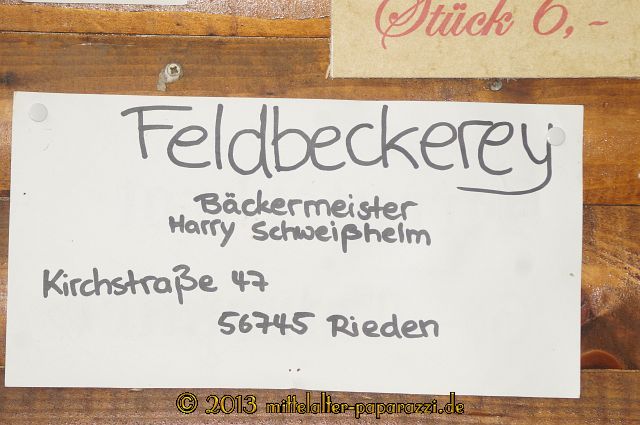 Stück 6,-
Feldbeckerey
Bäckermeister
Harry Schweißhelm
Kirchstraße 47
56745 Rieden
© 2013 mittelalter-paparazzi.de